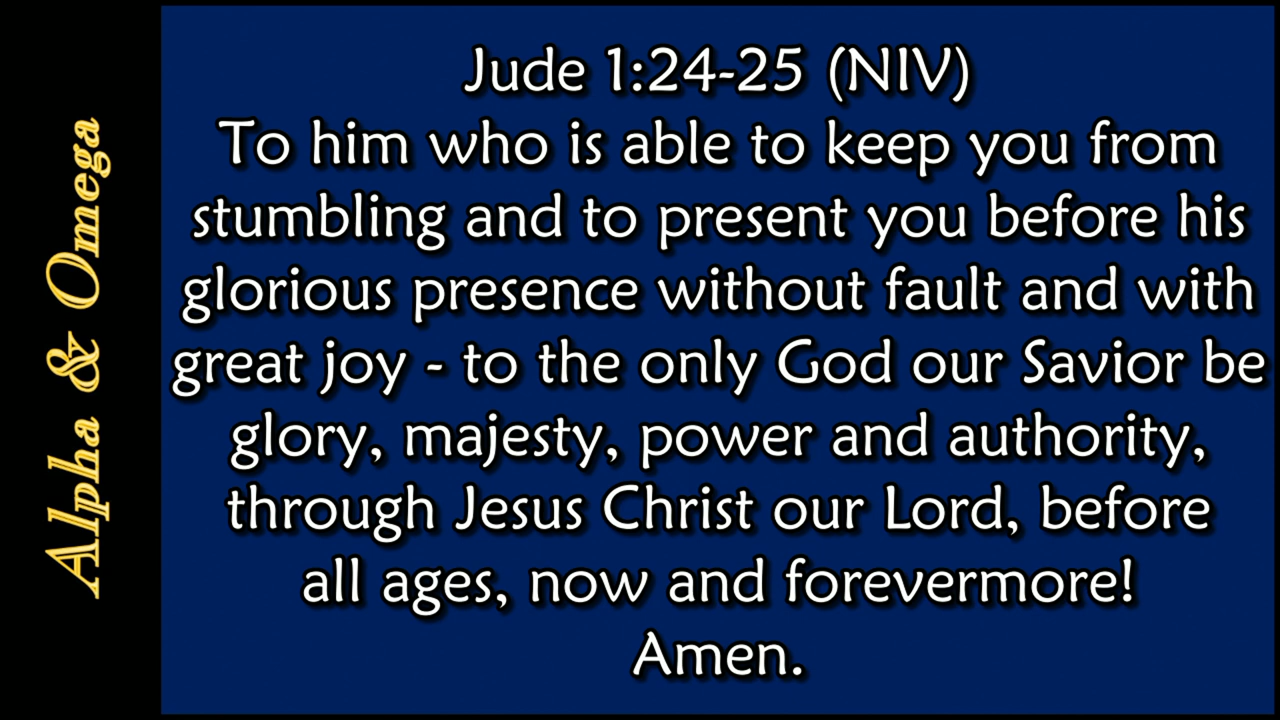 Alpha & Omega
Jude 1:24-25 (NIV)
To him who is able to keep you from
stumbling and to present you before his
glorious presence without fault and with
great joy - to the only God our Savior be
glory, majesty, power and authority,
through Jesus Christ our Lord, before
all ages, now and forevermore!
Amen.